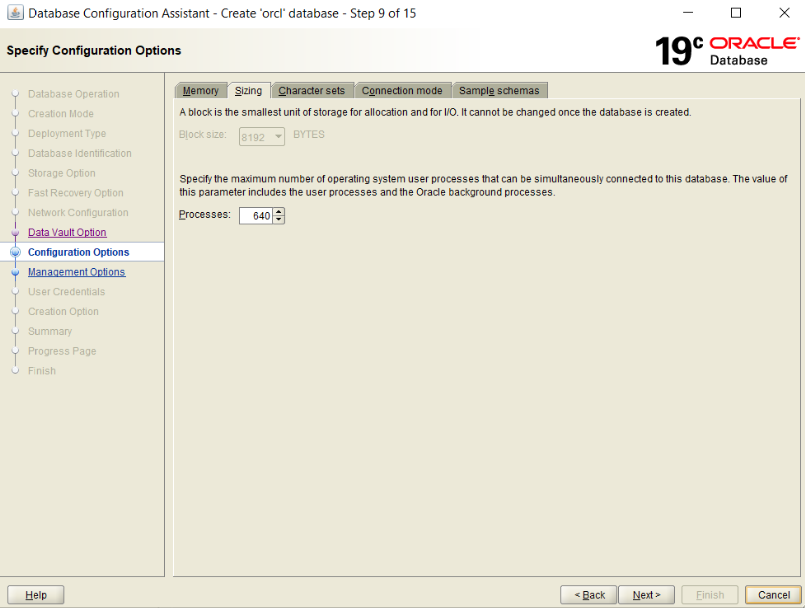 Database Configuration Assistant - Create 'orcl' database - Step 9 of 15
Specify Configuration Options
19c ORACLE
Database
Database Operation
Creation Mode
Deployment Type
Database Identification
Storage Option
Fast Recovery Option
Network Configuration
Data Vault Option
Configuration Options
Management Options
User Credentials
Creation Option
Summary
Progress Page
Finish
Memory Sizing Character sets Connection mode Sample schemas
A block is the smallest unit of storage for allocation and for I/O. It cannot be changed once the database is created.
Block size: 8192 BYTES
Specify the maximum number of operating system user processes that can be simultaneously connected to this database. The value of
this parameter includes the user processes and the Oracle background processes.
Processes: 640
Help < Back Next > Finish Cancel